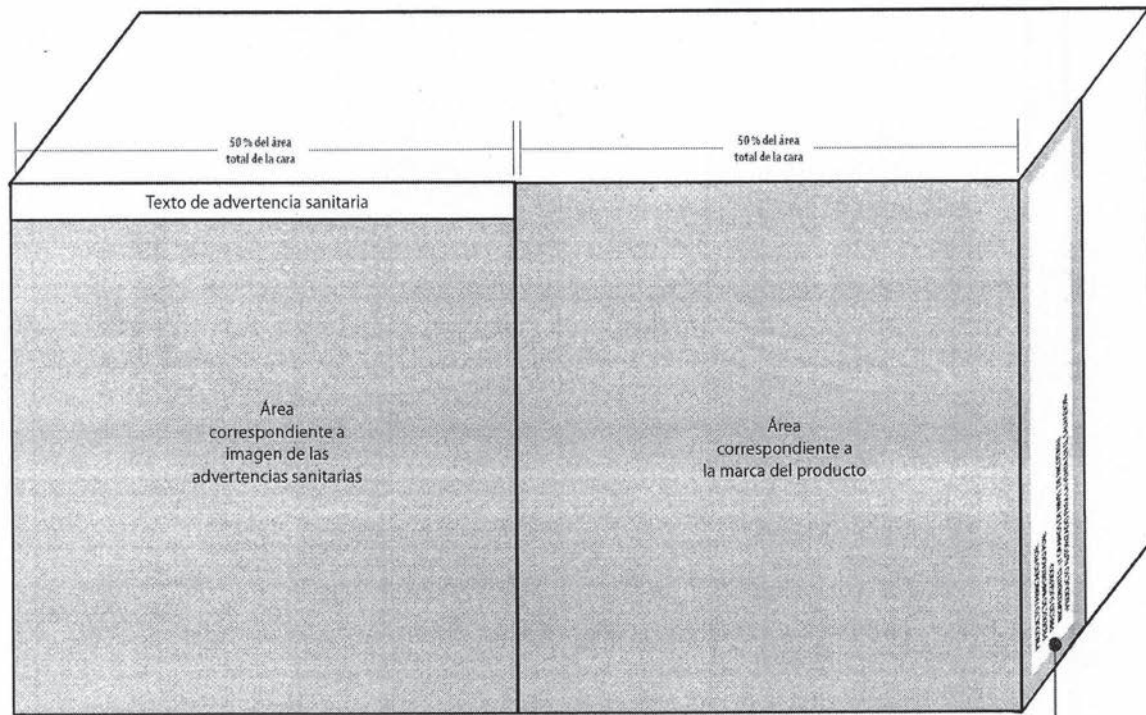 50 % del área
total de la cara
50 % del área
total de la cara
Texto de advertencia sanitaria
Área
correspondiente a
imagen de las
advertencias sanitarias
Área
correspondiente a
la marca del producto